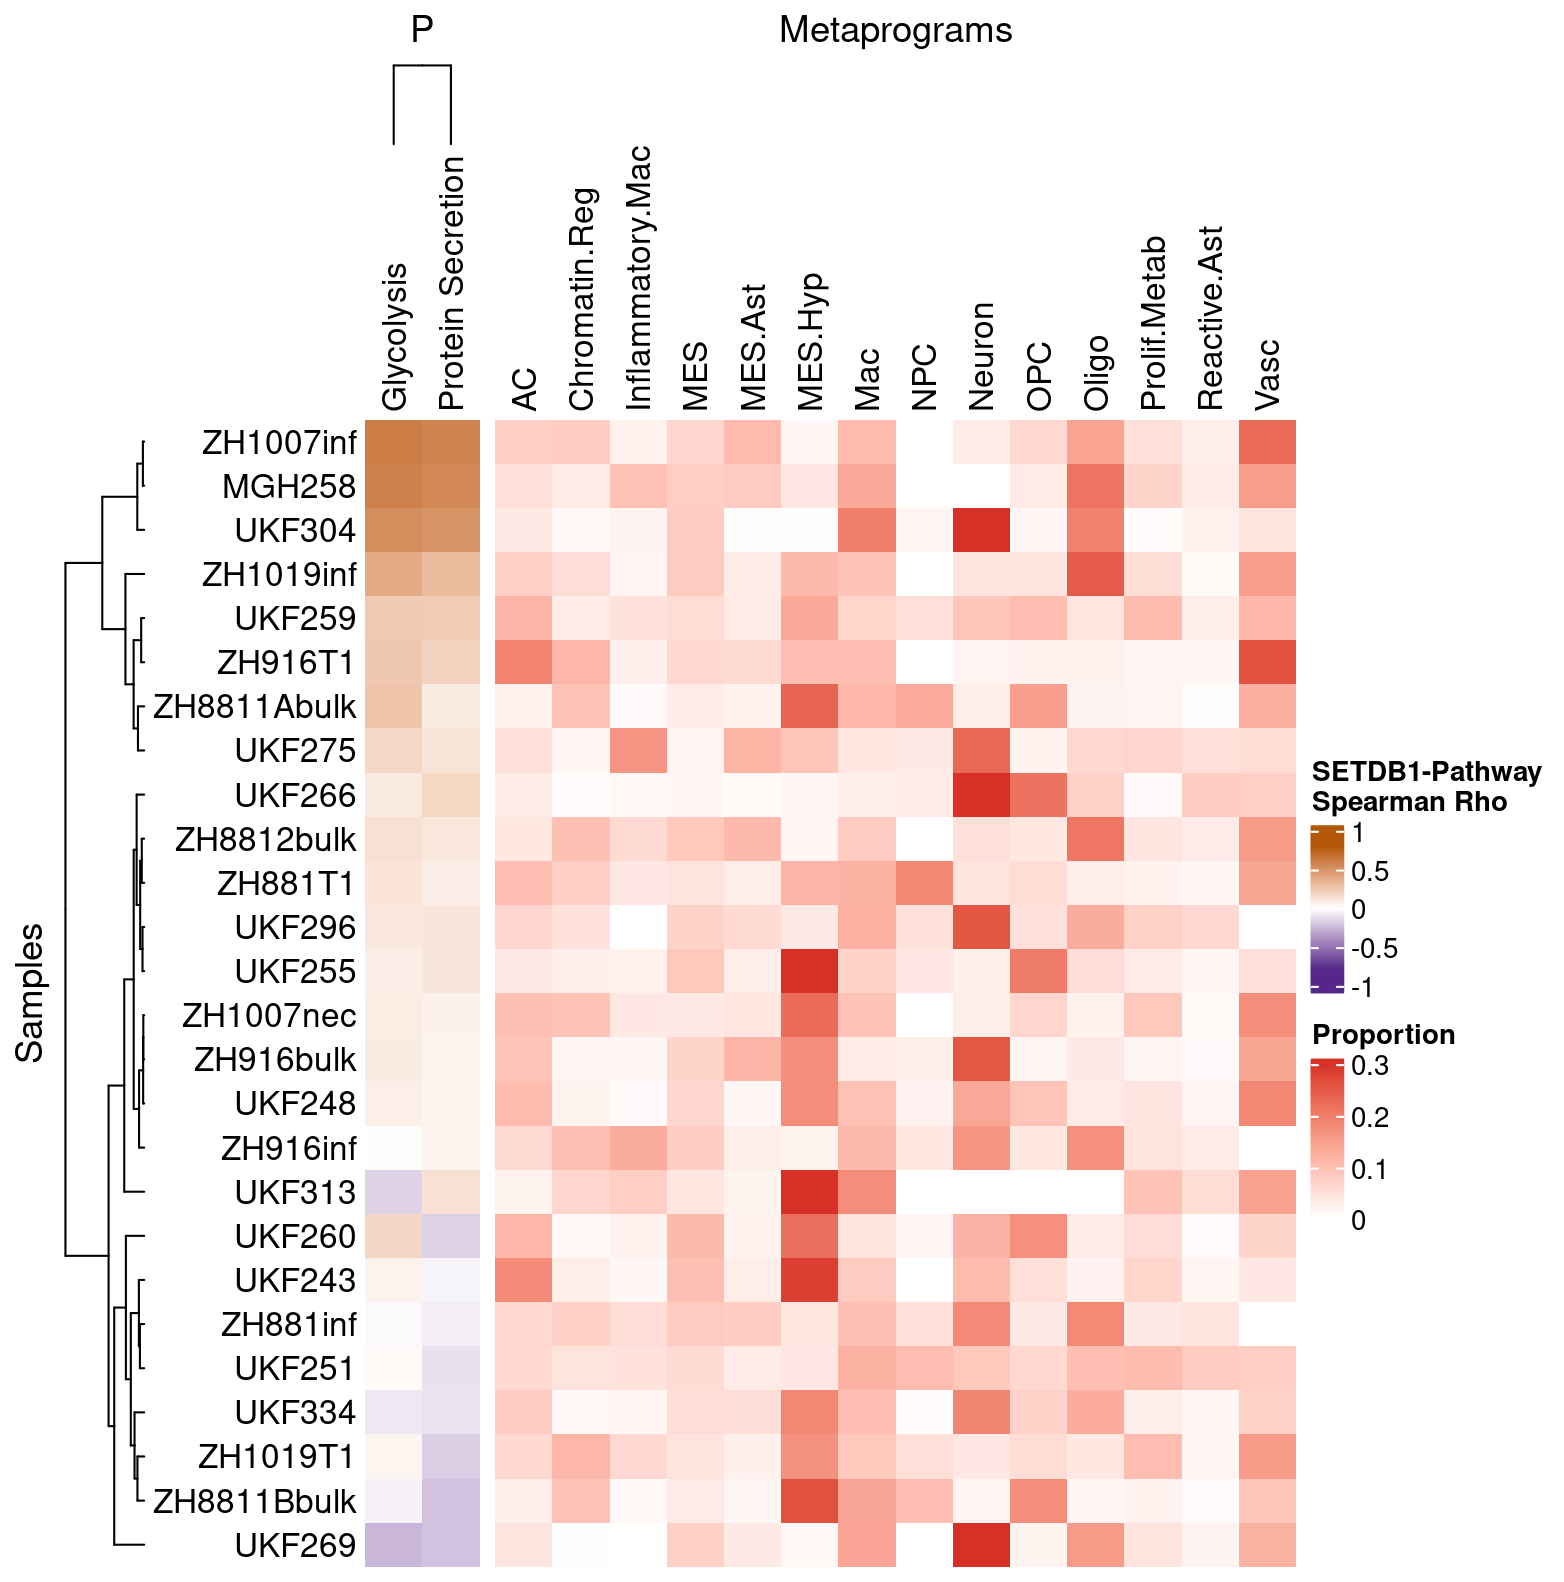 P
Metaprograms
Glycolysis
Protein Secretion
AC
Chromatin.Reg
Inflammatory.Mac
MES
MES.Ast
MES.Hyp
Mac
NPC
Neuron
OPC
Oligo
Prolif.Metab
Reactive.Ast
Vasc
Samples
ZH1007inf
MGH258
UKF304
ZH1019inf
UKF259
ZH916T1
ZH8811Abulk
UKF275
UKF266
ZH8812bulk
ZH881T1
UKF296
UKF255
ZH1007nec
ZH916bulk
UKF248
ZH916inf
UKF313
UKF260
UKF243
ZH881inf
UKF251
UKF334
ZH1019T1
ZH8811Bbulk
UKF269
SETDB1-Pathway
Spearman Rho
1
0.5
0
-0.5
-1
Proportion
0.3
0.2
0.1
0